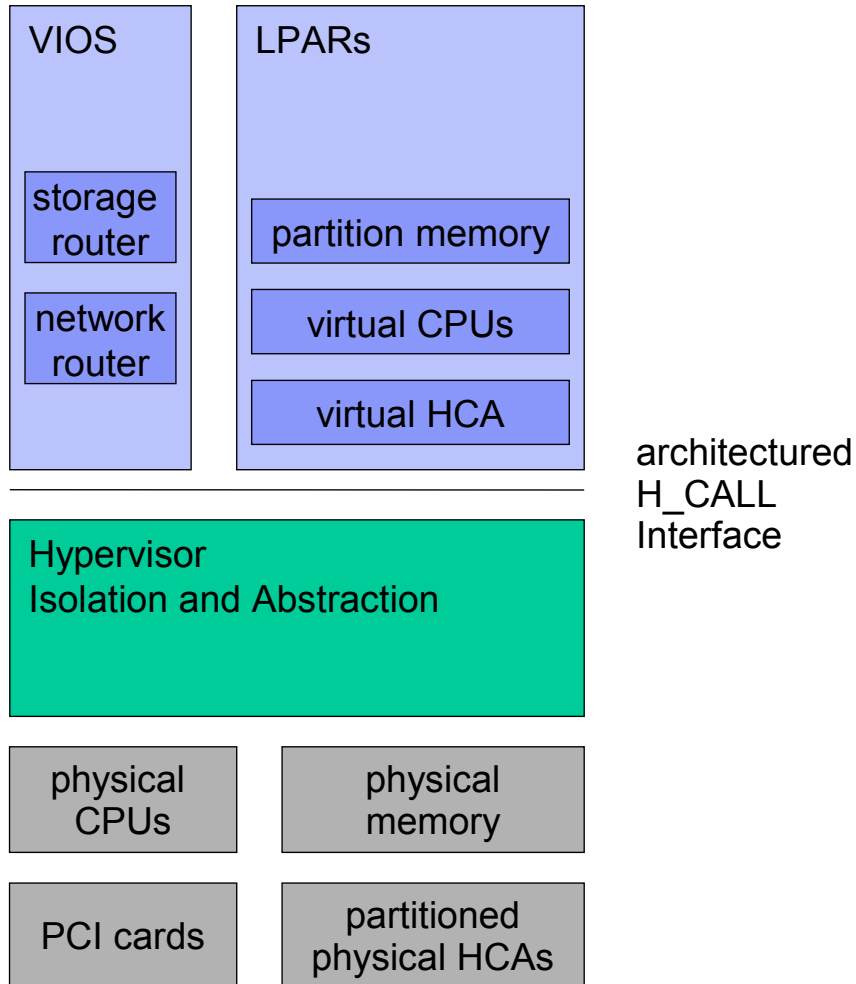 VIOS
storage
router
network
router
LPARs
partition memory
virtual CPUs
virtual HCA
architectured
H_CALL
Interface
Hypervisor
Isolation and Abstraction
physical
CPUs
physical
memory
PCI cards
partitioned
physical HCAs